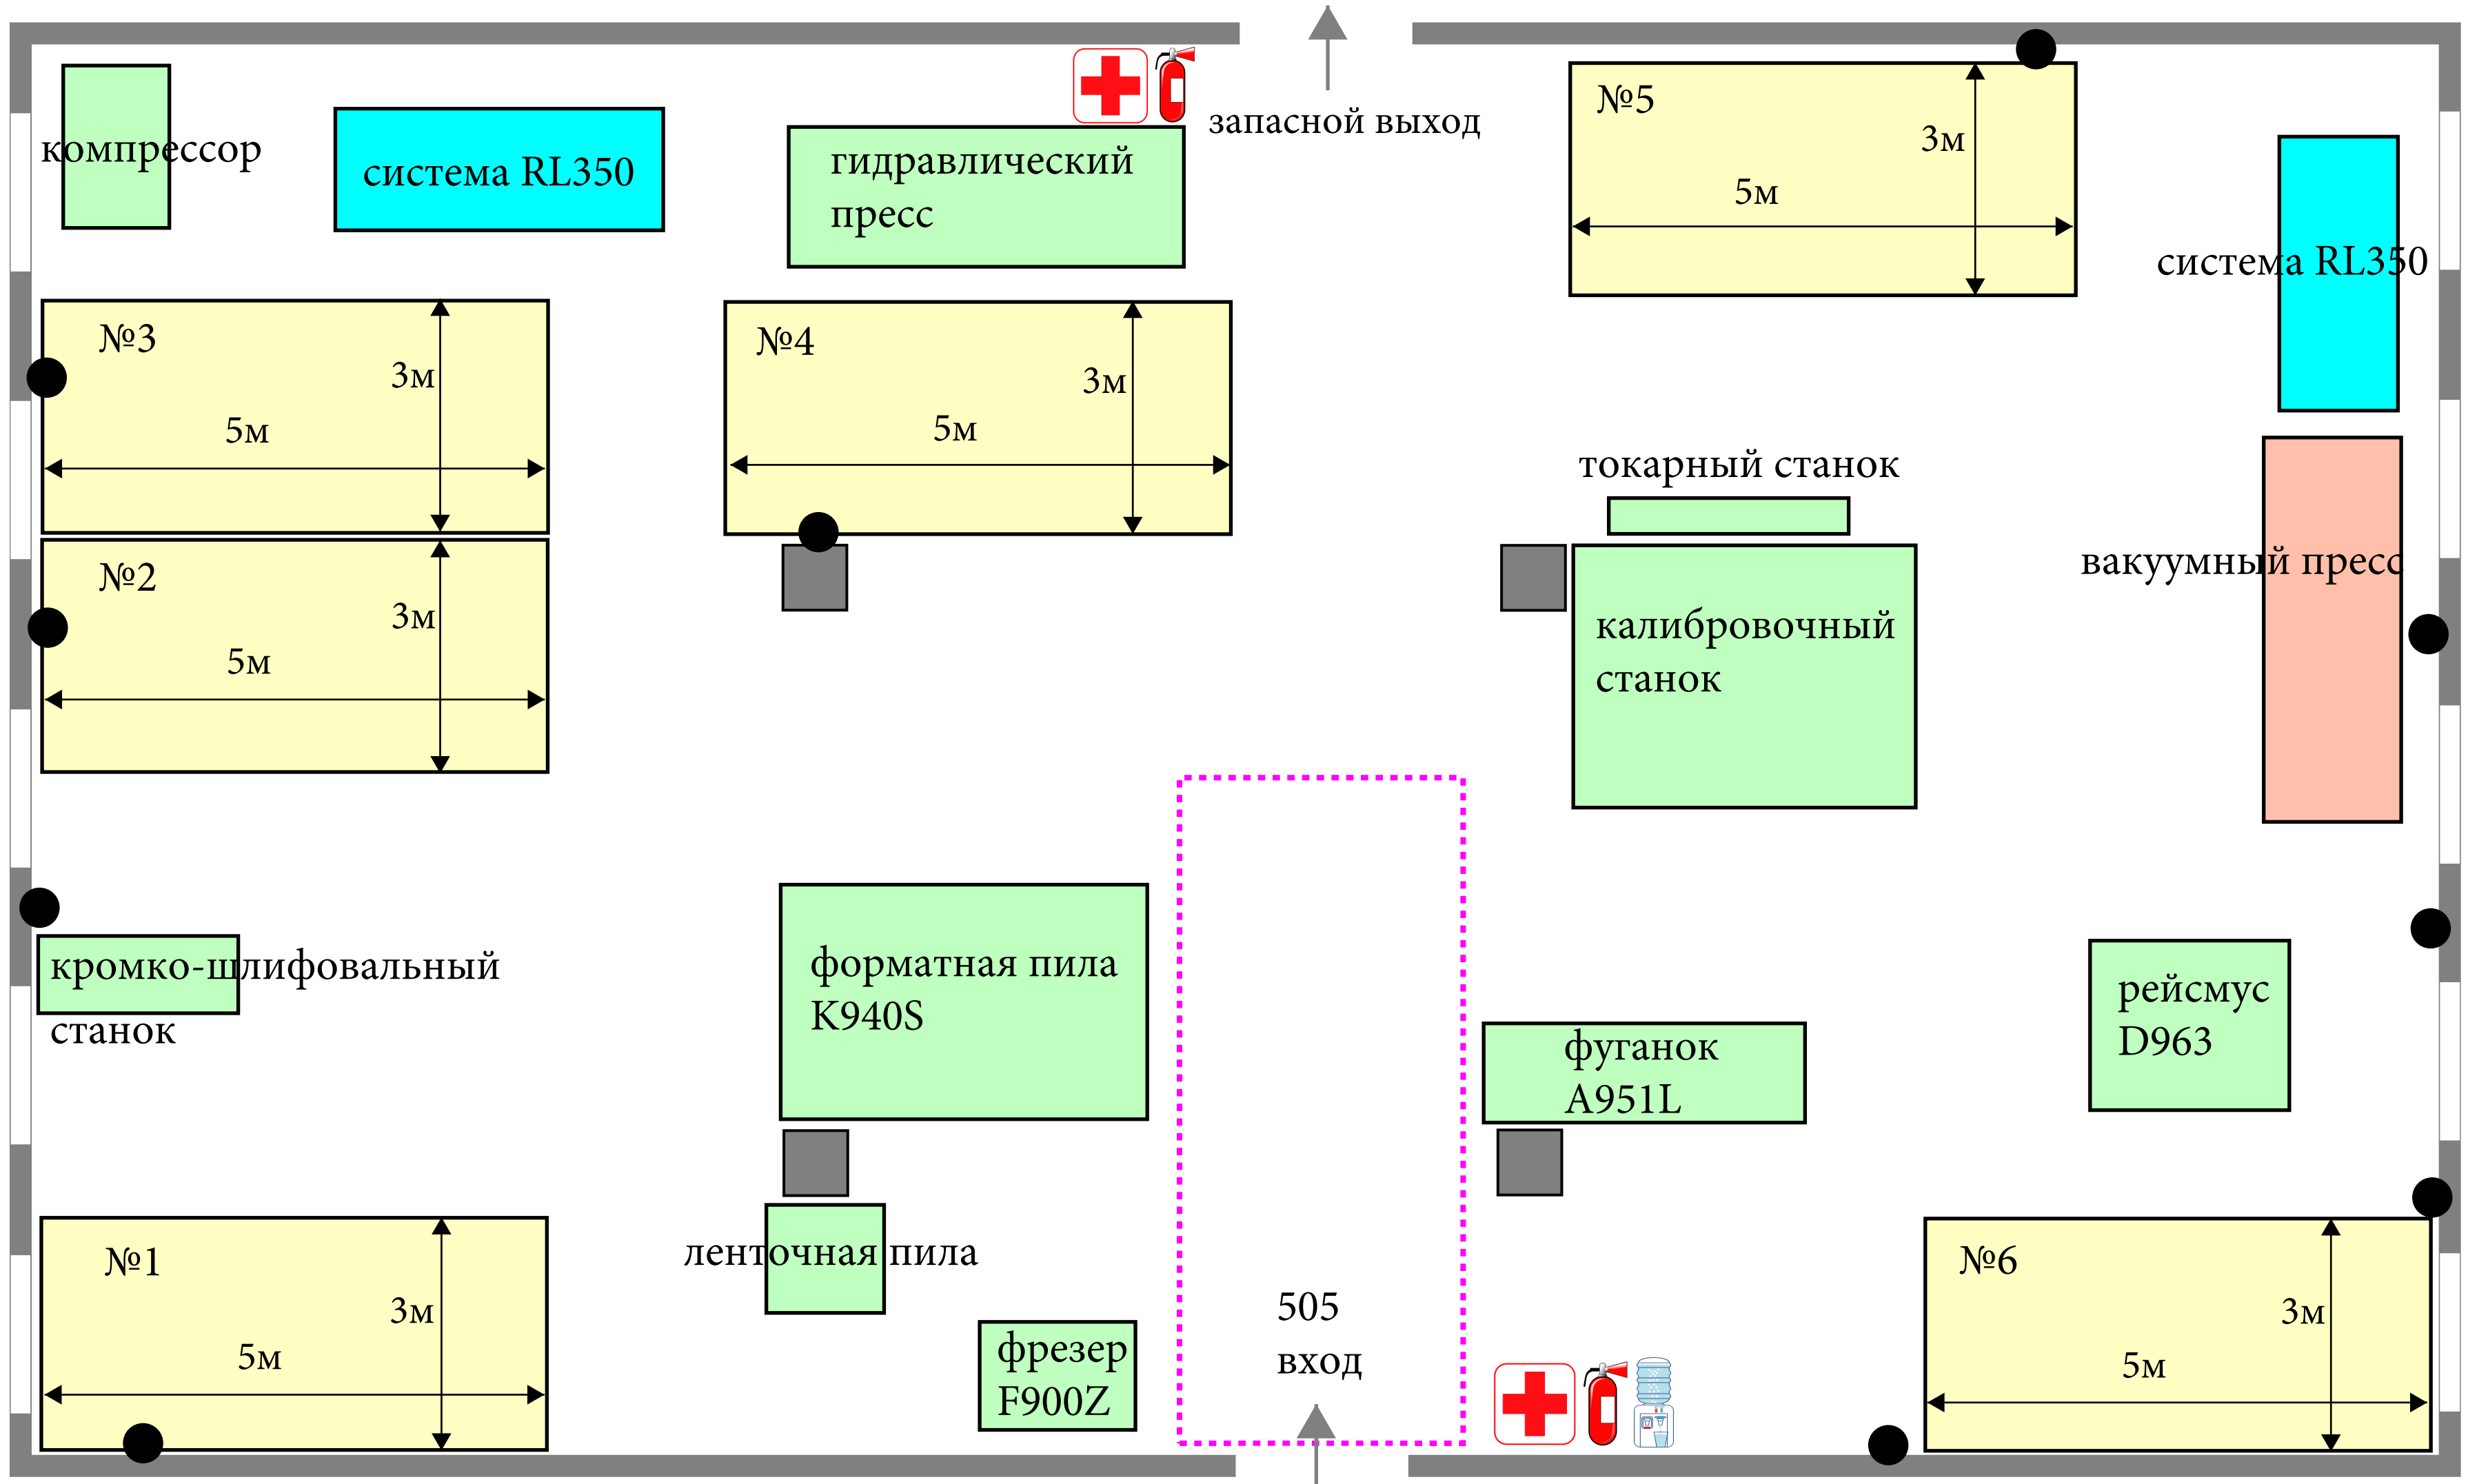 запасной выход
компрессор
система RL350
гидравлический
пресс
№5
3м
5м
система RL350
№3
3м
5м
№4
3м
5м
токарный станок
№2
3м
5м
калибровочный
станок
вакуумный пресс
кромко-шлифовальный
станок
форматная пила
K940S
фуганок
A951L
рейсмус
D963
№1
3м
5м
ленточная пила
фрезер
F900Z
505
вход
№6
3м
5м